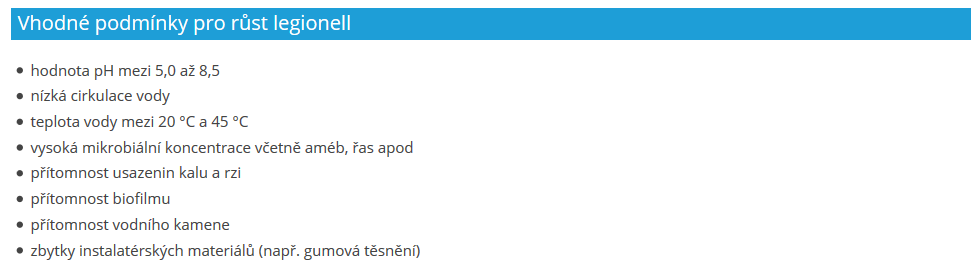 Vhodné podmínky pro růst legionell
• hodnota pH mezi 5,0 až 8,5
• nízká cirkulace vody
• teplota vody mezi 20 °C a 45 °C
• vysoká mikrobiální koncentrace včetně améb, řas apod
• přítomnost usazenin kalu a rzi
• přítomnost biofilmu
• přítomnost vodního kamene
• zbytky instalatérských materiálů (např. gumová těsnění)